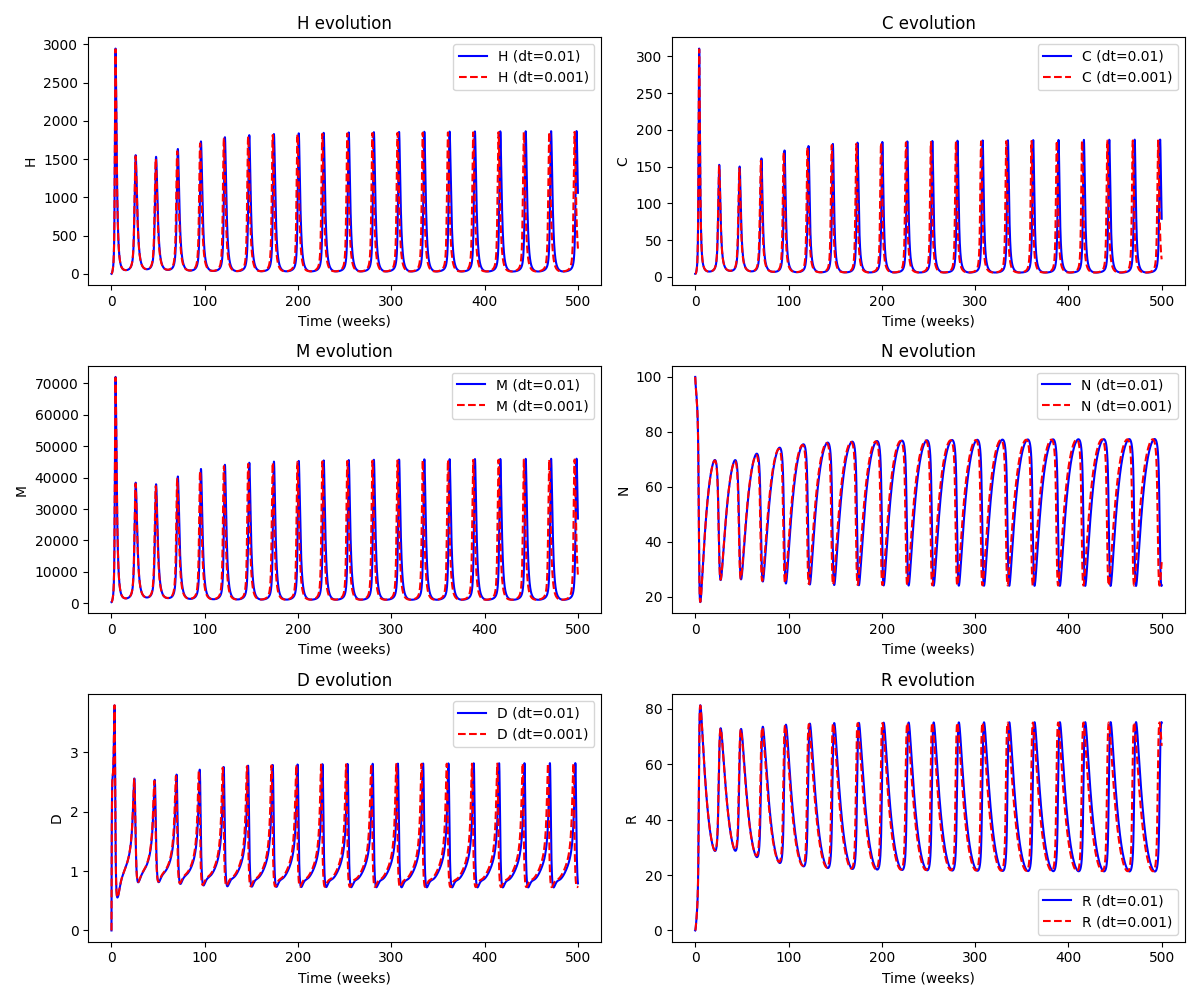 H evolution
3000
2500
2000
1500
1000
500
0
H
H (dt=0.01)
H (dt=0.001)
0 100 200 300 400 500
Time (weeks)
C evolution
300
250
200
150
100
50
0
C
C (dt=0.01)
C (dt=0.001)
0 100 200 300 400 500
Time (weeks)
M evolution
70000
60000
50000
40000
30000
20000
10000
0
M
M (dt=0.01)
M (dt=0.001)
0 100 200 300 400 500
Time (weeks)
N evolution
100
80
60
40
20
N
N (dt=0.01)
N (dt=0.001)
0 100 200 300 400 500
Time (weeks)
D evolution
3
2
1
0
D
D (dt=0.01)
D (dt=0.001)
0 100 200 300 400 500
Time (weeks)
R evolution
80
60
40
20
0
R
R (dt=0.01)
R (dt=0.001)
0 100 200 300 400 500
Time (weeks)